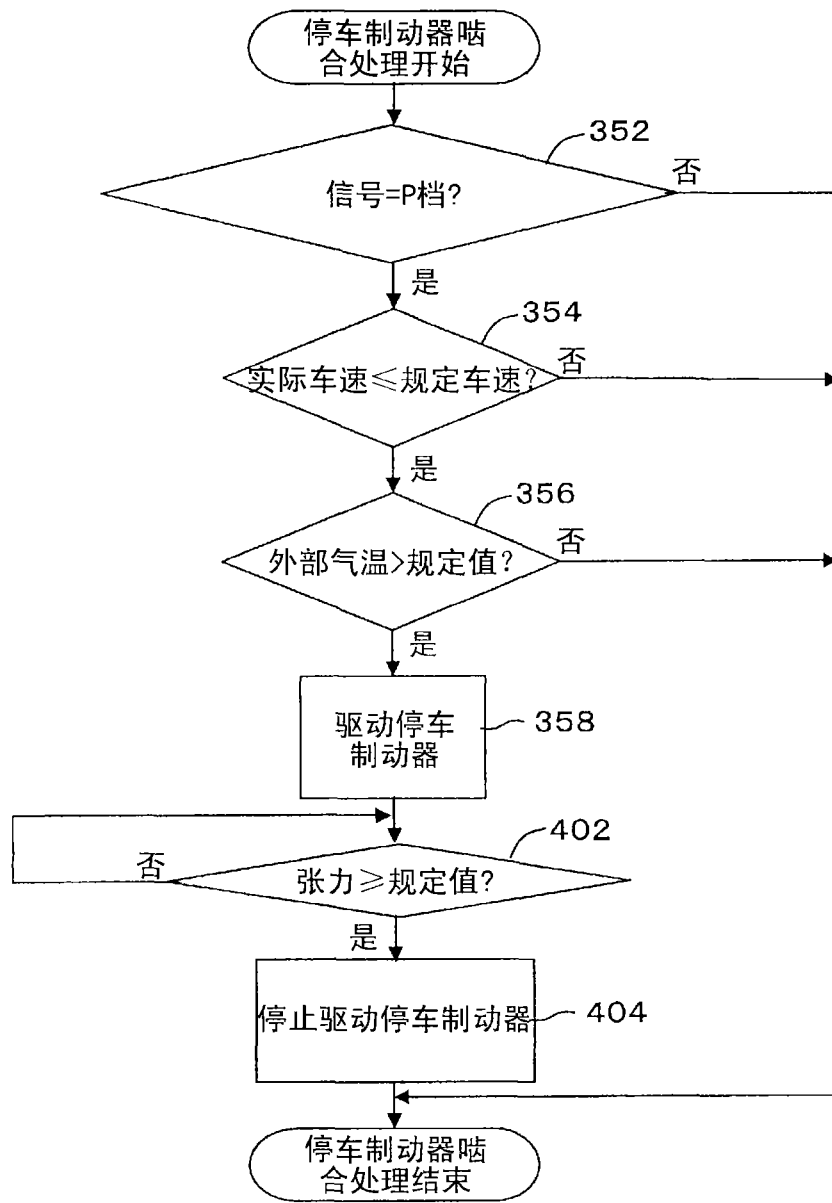 停车制动器啮
合处理开始
352
信号=P档?
否
是
354
实际车速≤规定车速?
否
是
356
外部气温>规定值?
否
是
驱动停车
制动器
358
402
张力≥规定值?
否
是
停止驱动停车制动器
404
停车制动器啮
合处理结束